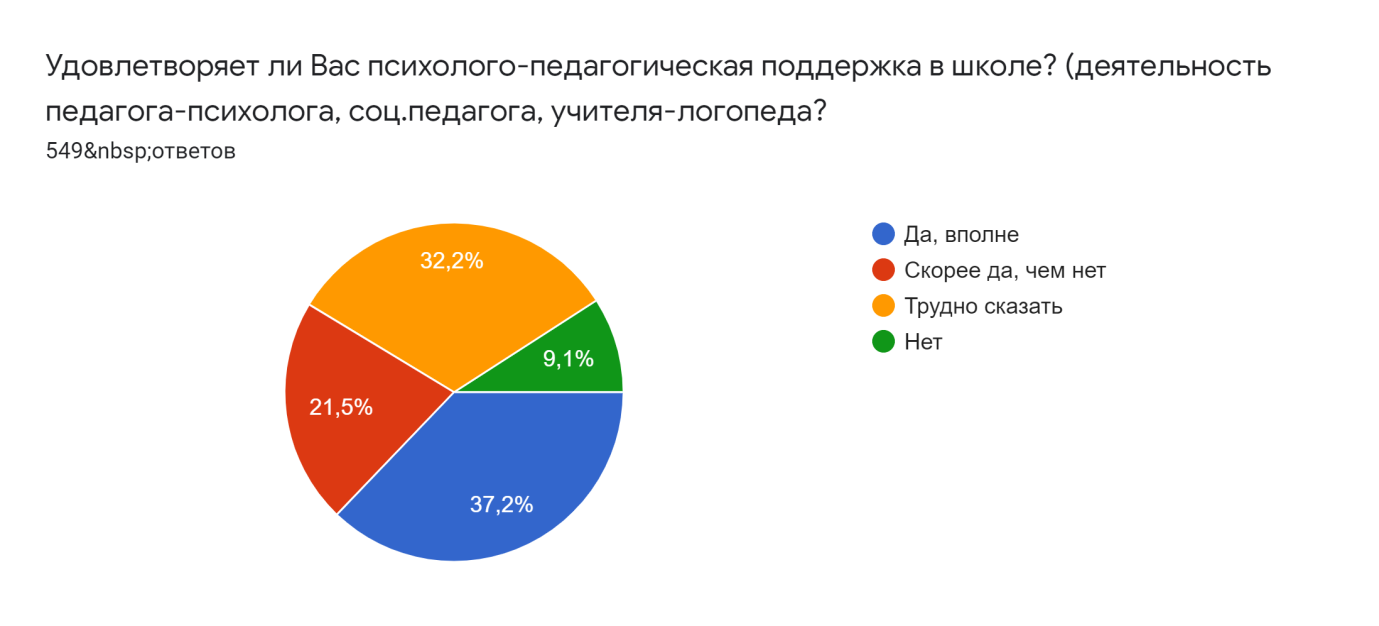 Удовлетворяет ли Вас психолого-педагогическая поддержка в школе? (деятельность
педагога-психолога, соц.педагога, учителя-логопеда?
549&nbsp;ответов
32,2%
9,1%
21,5%
37,2%
Да, вполне
Скорее да, чем нет
Трудно сказать
Нет